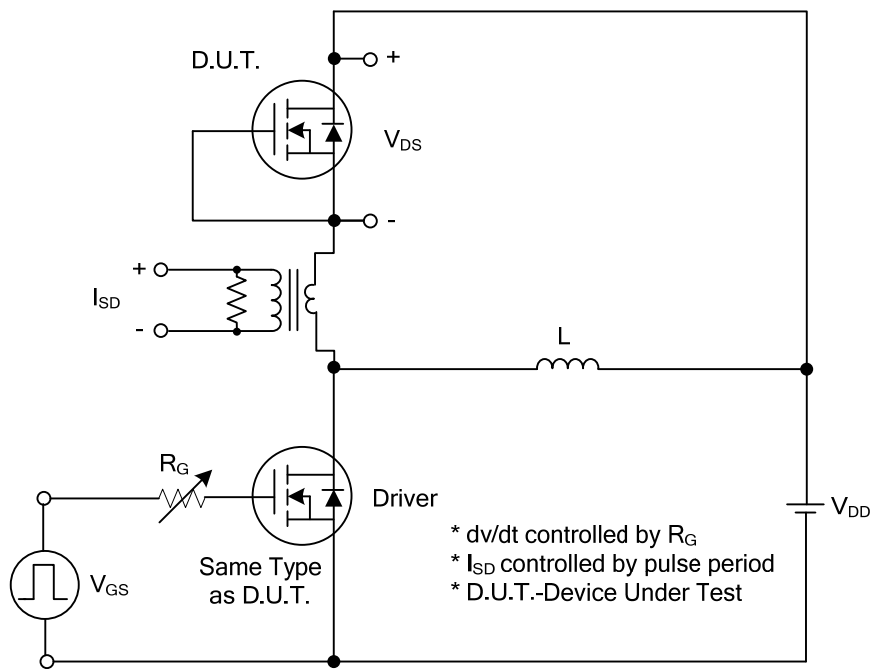 D.U.T.
+
VDS
-
+
ISD
-
L
RG
Driver
VDD
VGS
Same Type
as D.U.T.
* dv/dt controlled by RG
* ISD controlled by pulse period
* D.U.T.-Device Under Test